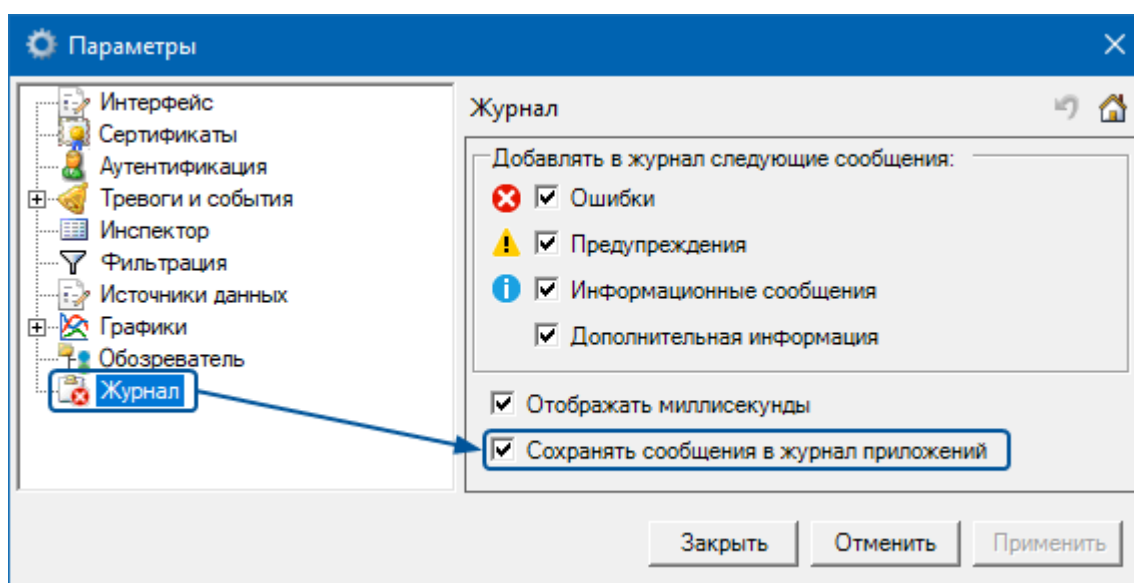 Параметры
Интерфейс
Сертификаты
Аутентификация
Тревоги и события
Инспектор
Фильтрация
Источники данных
Графики
Обозреватель
Журнал
Журнал
Добавлять в журнал следующие сообщения:
Ошибки
Предупреждения
Информационные сообщения
Дополнительная информация
Отображать миллисекунды
Сохранять сообщения в журнал приложений
Закрыть Отменить Применить